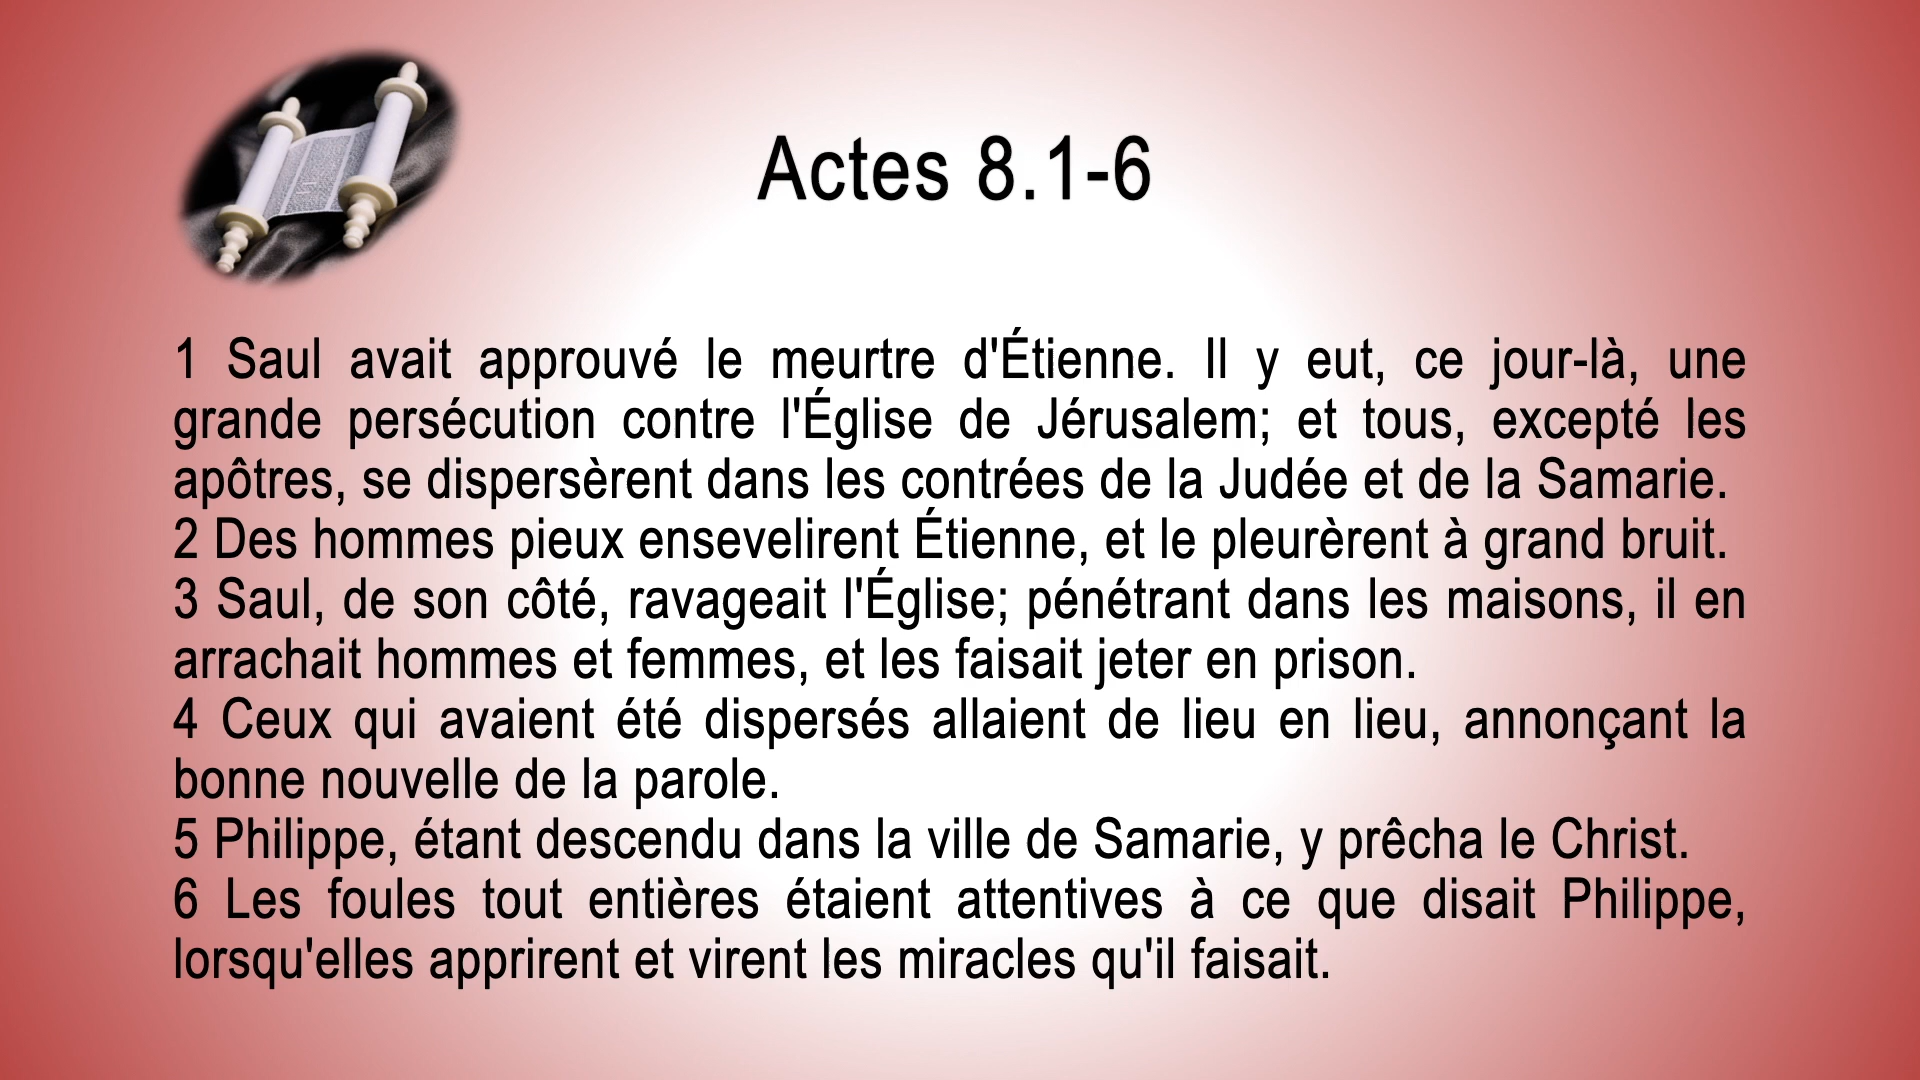 Actes 8.1-6
1 Saul avait approuvé le meurtre d'Étienne. Il y eut, ce jour-là, une
grande persécution contre l'Église de Jérusalem; et tous, excepté les
apôtres, se dispersèrent dans les contrées de la Judée et de la Samarie.
2 Des hommes pieux ensevelirent Étienne, et le pleurèrent à grand bruit.
3 Saul, de son côté, ravageait l'Église; pénétrant dans les maisons, il en
arrachait hommes et femmes, et les faisait jeter en prison.
4 Ceux qui avaient été dispersés allaient de lieu en lieu, annonçant la
bonne nouvelle de la parole.
5 Philippe, étant descendu dans la ville de Samarie, y prêcha le Christ.
6 Les foules tout entières étaient attentives à ce que disait Philippe,
lorsqu'elles apprirent et virent les miracles qu'il faisait.